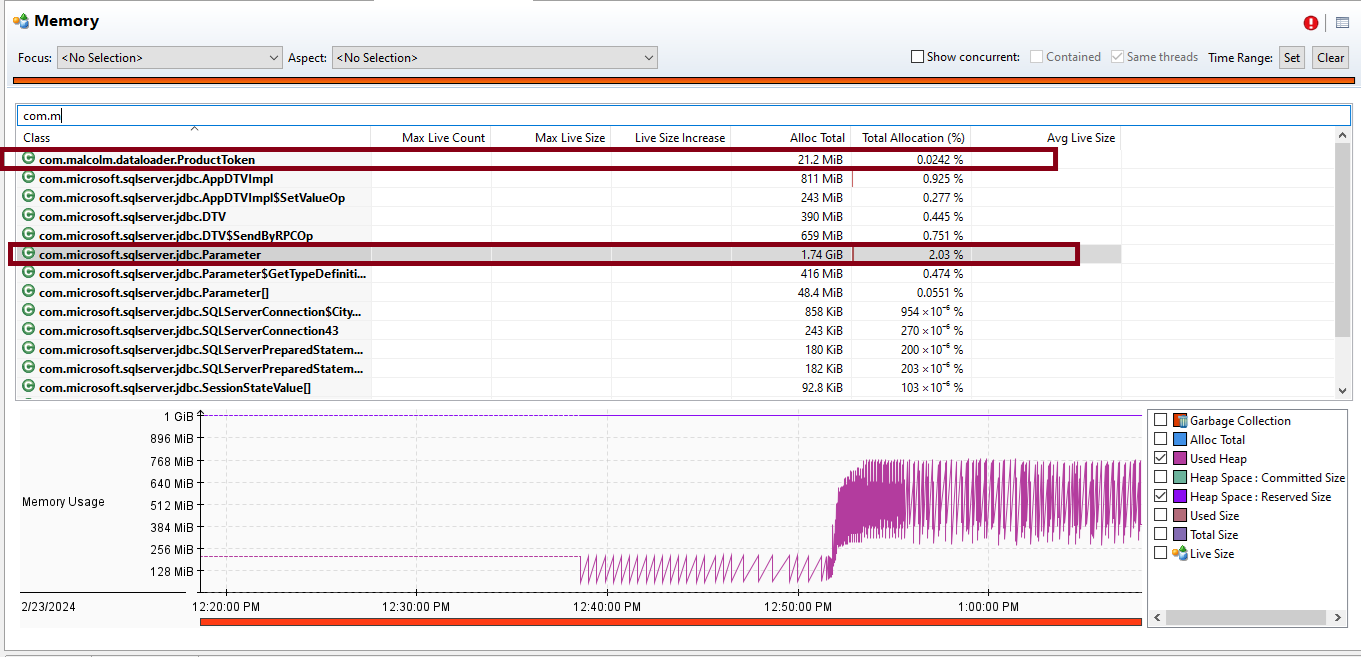 Memory
Focus: <No Selection> Aspect: <No Selection> Show concurrent: Contained Same threads Time Range: Set Clear
com.m
Class Max Live Count Max Live Size Live Size Increase Alloc Total Total Allocation (%) Avg Live Size
com.malcolm.dataloader.ProductToken 21.2 MiB 0.0242 %
com.microsoft.sqlserver.jdbc.AppDTVImpl 811 MiB 0.925 %
com.microsoft.sqlserver.jdbc.AppDTVImpl$SetValueOp 243 MiB 0.277 %
com.microsoft.sqlserver.jdbc.DTV 390 MiB 0.445 %
com.microsoft.sqlserver.jdbc.DTV$SendByRPCOp 659 MiB 0.751 %
com.microsoft.sqlserver.jdbc.Parameter 1.74 GiB 2.03 %
com.microsoft.sqlserver.jdbc.Parameter$GetTypeDefiniti... 416 MiB 0.474 %
com.microsoft.sqlserver.jdbc.Parameter[] 48.4 MiB 0.0551 %
com.microsoft.sqlserver.jdbc.SQLServerConnection$City... 858 KiB 954 ×10⁻⁶ %
com.microsoft.sqlserver.jdbc.SQLServerConnection43 243 KiB 270 ×10⁻⁶ %
com.microsoft.sqlserver.jdbc.SQLServerPreparedStatem... 180 KiB 200 ×10⁻⁶ %
com.microsoft.sqlserver.jdbc.SQLServerPreparedStatem... 182 KiB 203 ×10⁻⁶ %
com.microsoft.sqlserver.jdbc.SessionStateValue[] 92.8 KiB 103 ×10⁻⁶ %
1 GiB
896 MiB
768 MiB
640 MiB
512 MiB
384 MiB
256 MiB
128 MiB
Memory Usage
2/23/2024 12:20:00 PM 12:30:00 PM 12:40:00 PM 12:50:00 PM 1:00:00 PM
Garbage Collection
Alloc Total
Used Heap
Heap Space : Committed Size
Heap Space : Reserved Size
Used Size
Total Size
Live Size